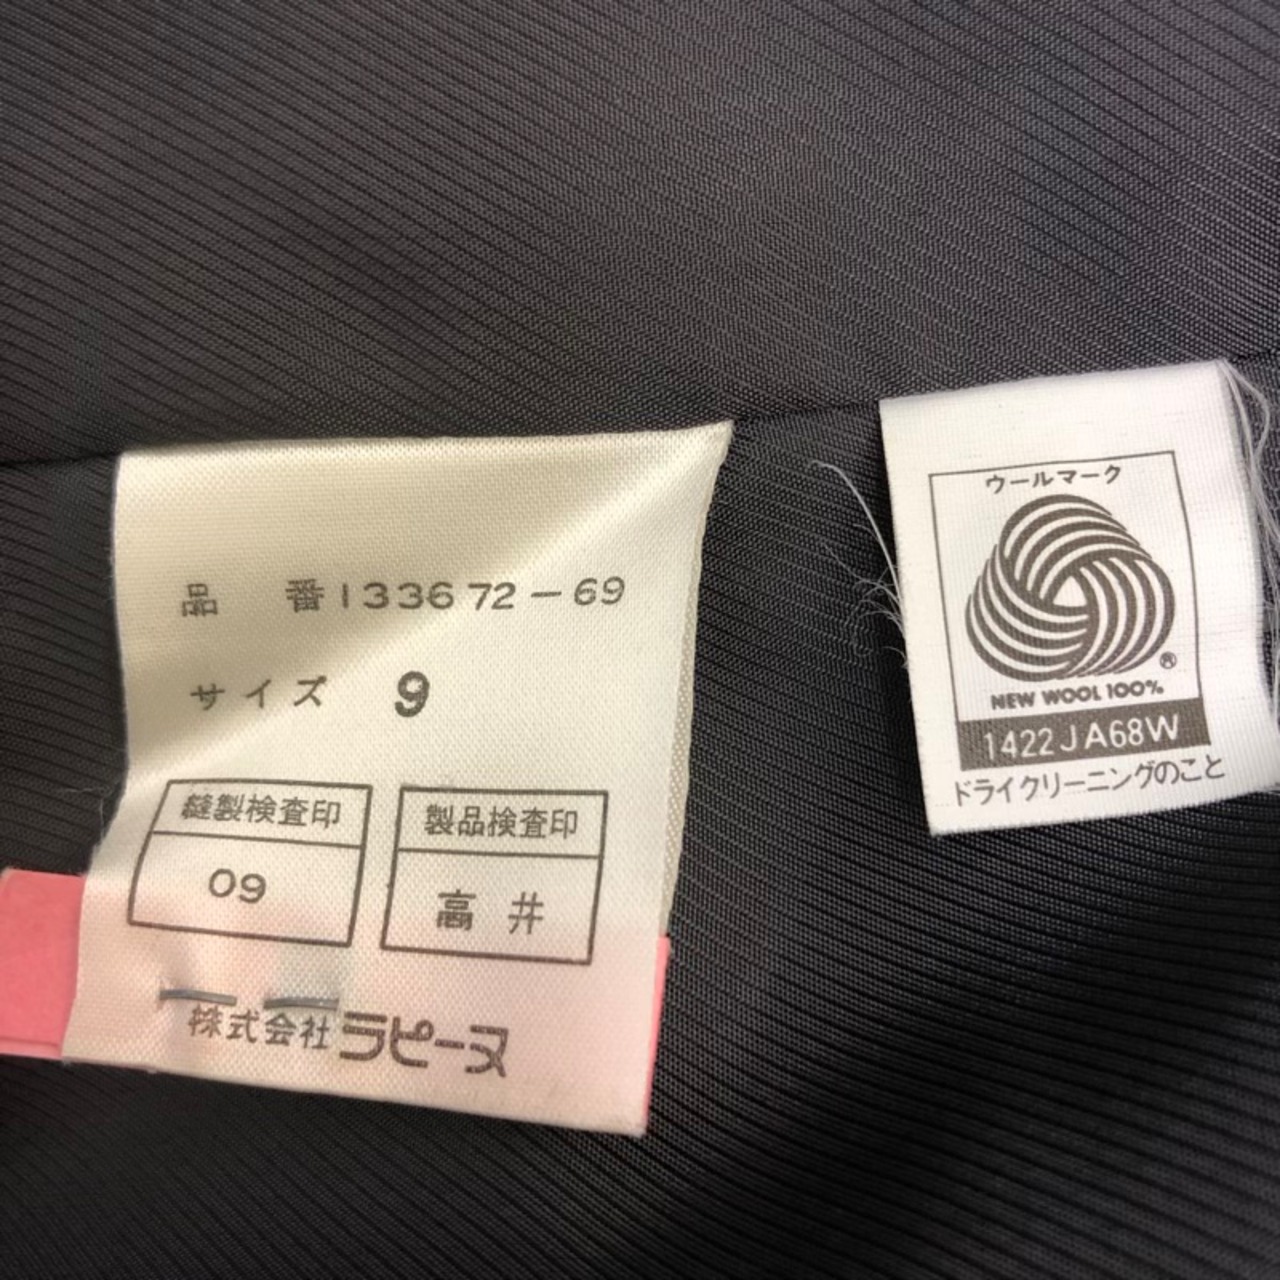 品 番 133672-69
サイズ 9
縫製検査印
09
製品検査印
高井
株式会社ラピーヌ
ウールマーク
®
NEW WOOL 100%
1422JA68W
ドライクリーニングのこと